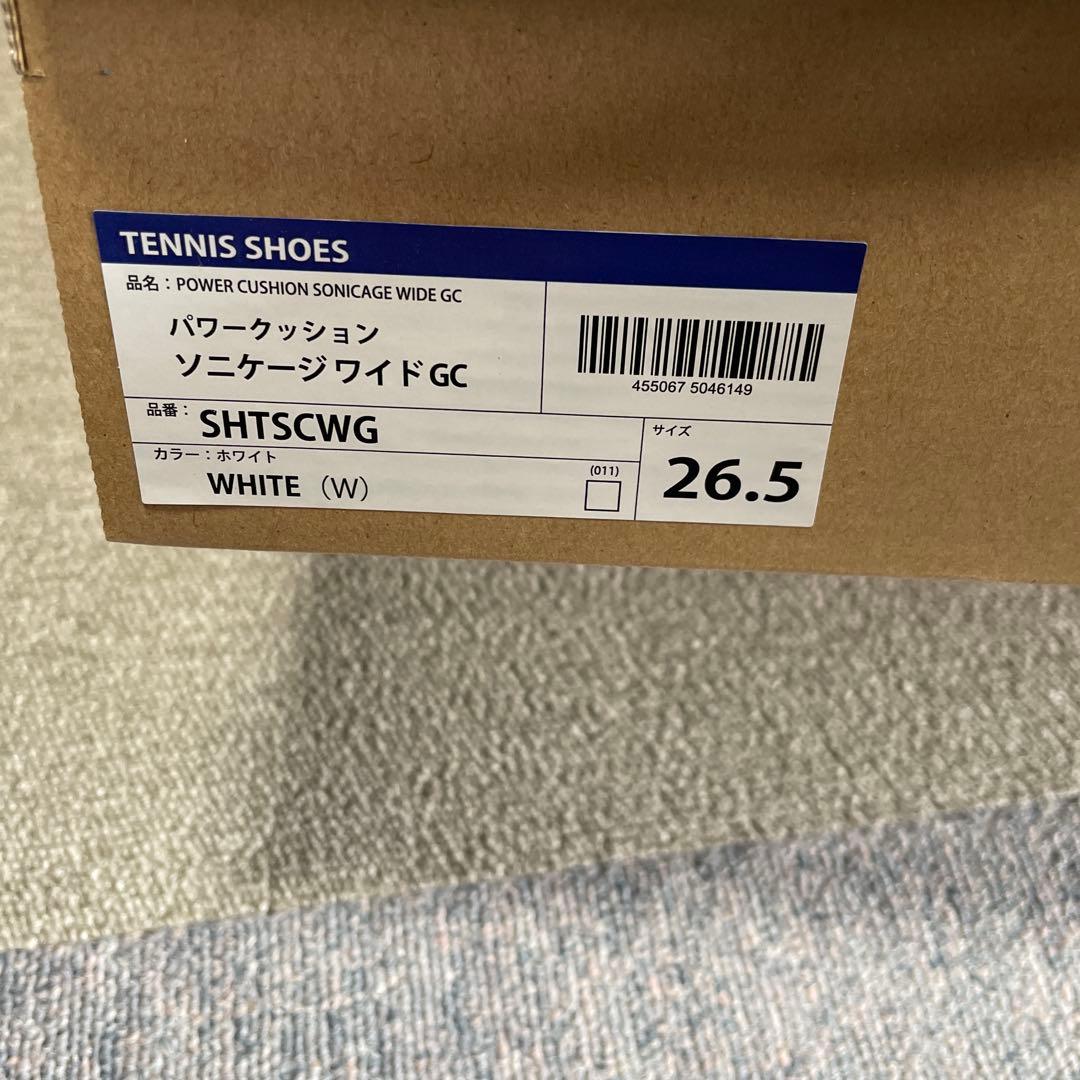 TENNIS SHOES
品名：POWER CUSHION SONICAGE WIDE GC
パワークッション
ソニケージ ワイド GC
455067 5046149
品番：
SHTSCWG
サイズ
26.5
カラー：ホワイト
WHITE （W）
(011)